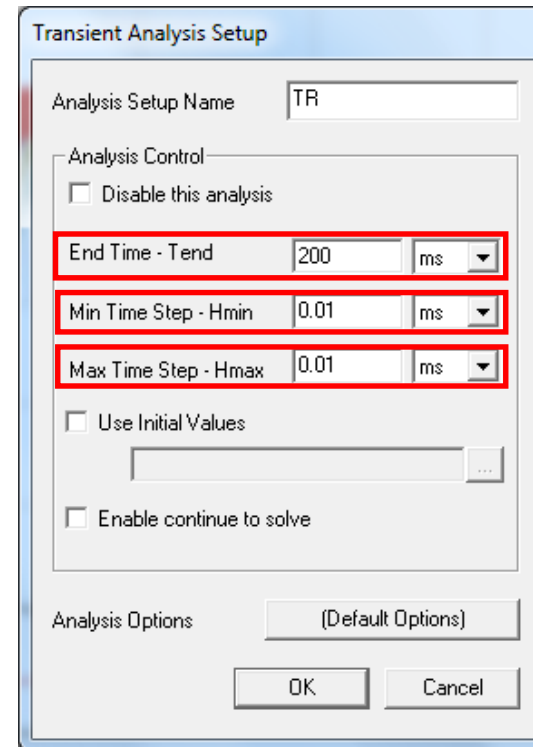 Transient Analysis Setup
Analysis Setup Name TR
Analysis Control
Disable this analysis
End Time - Tend 200 ms
Min Time Step - Hmin 0.01 ms
Max Time Step - Hmax 0.01 ms
Use Initial Values
...
Enable continue to solve
Analysis Options (Default Options)
OK Cancel